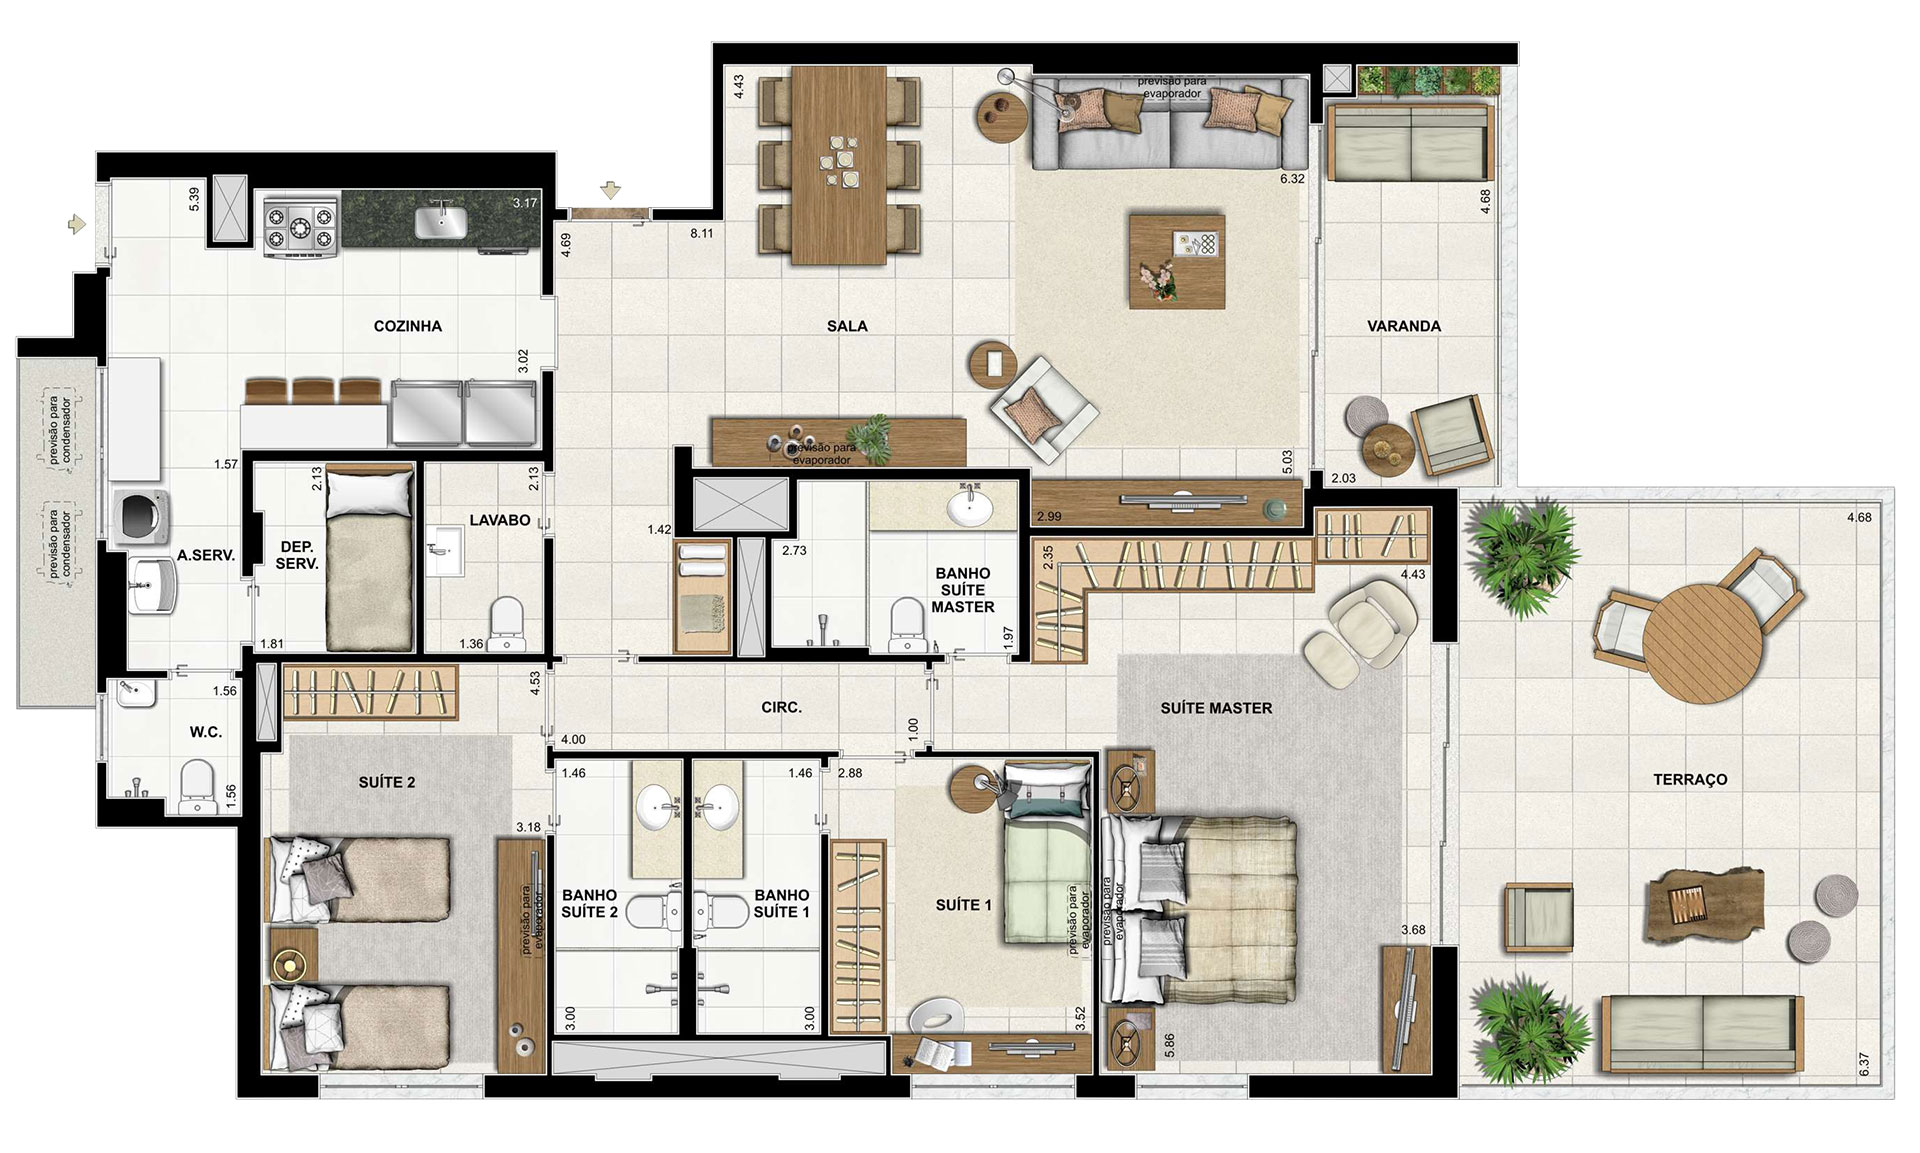 previsão para
evaporador
4.43
6.32
5.39
3.17
4.69
8.11
4.68
COZINHA
SALA
VARANDA
3.02
previsão para
condensador
previsão para
evaporador
5.03
2.03
1.57
2.13
2.13
LAVABO
1.42
2.99
4.68
previsão para
condensador
A.SERV.
DEP.
SERV.
2.73
2.35
4.43
BANHO
SUÍTE
MASTER
1.81
1.36
1.97
1.56
4.53
W.C.
CIRC.
SUÍTE MASTER
4.00
1.00
1.56
SUÍTE 2
1.46
1.46
2.88
TERRAÇO
3.18
previsão para
evaporador
BANHO
SUÍTE 2
BANHO
SUÍTE 1
SUÍTE 1
previsão para
evaporador
previsão para
evaporador
3.68
3.00
3.00
3.52
5.86
6.37